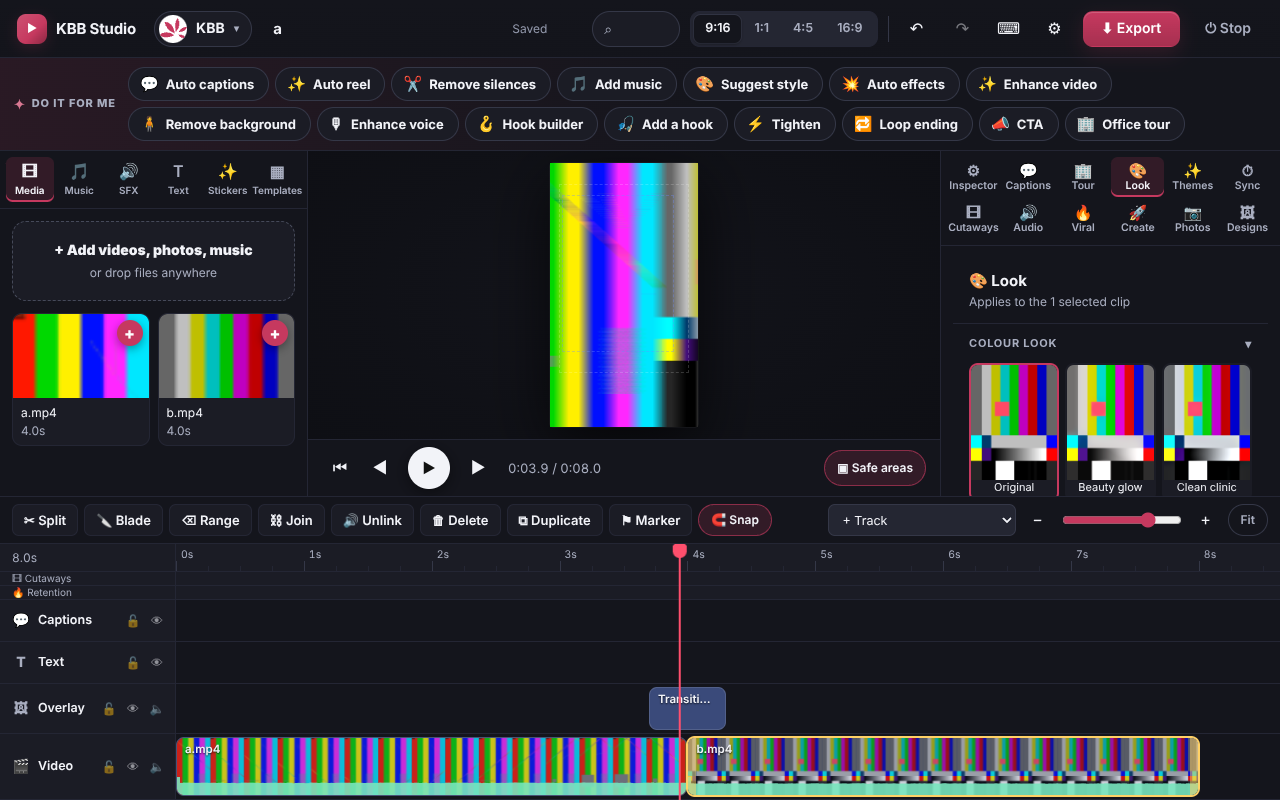 KBB Studio
KBB
a
Saved
9:16
1:1
4:5
16:9
Export
Stop
DO IT FOR ME
Auto captions
Auto reel
Remove silences
Add music
Suggest style
Auto effects
Enhance video
Remove background
Enhance voice
Hook builder
Add a hook
Tighten
Loop ending
CTA
Office tour
Media
Music
SFX
Text
Stickers
Templates
+ Add videos, photos, music
or drop files anywhere
a.mp4
4.0s
b.mp4
4.0s
0:03.9 / 0:08.0
Safe areas
Inspector
Captions
Tour
Look
Themes
Sync
Cutaways
Audio
Viral
Create
Photos
Designs
Look
Applies to the 1 selected clip
COLOUR LOOK
Original
Beauty glow
Clean clinic
Split
Blade
Range
Join
Unlink
Delete
Duplicate
Marker
Snap
+ Track
Fit
8.0s
0s
1s
2s
3s
4s
5s
6s
7s
8s
Cutaways
Retention
Captions
Text
Overlay
Transiti...
Video
a.mp4
b.mp4